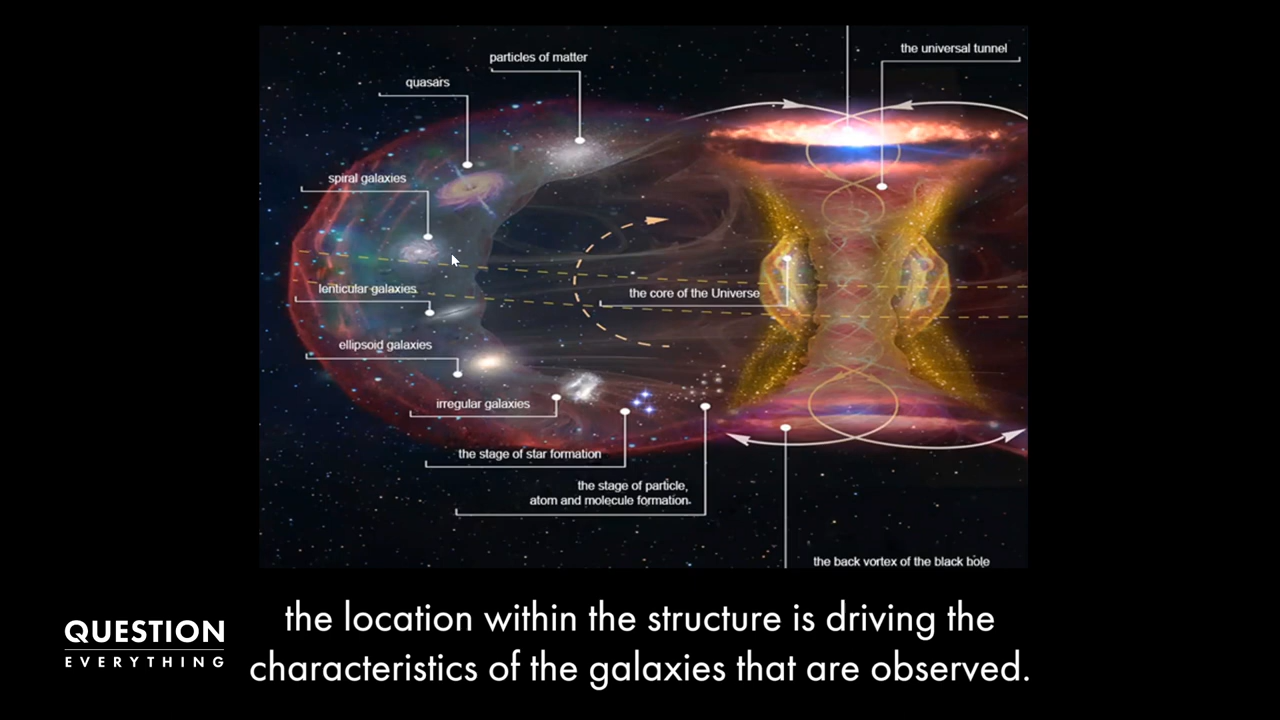 the universal tunnel
particles of matter
quasars
spiral galaxies
lenticular galaxies
the core of the Universe
ellipsoid galaxies
irregular galaxies
the stage of star formation
the stage of particle,
atom and molecule formation
the back vortex of the black hole
the location within the structure is driving the
characteristics of the galaxies that are observed.
QUESTION
EVERYTHING